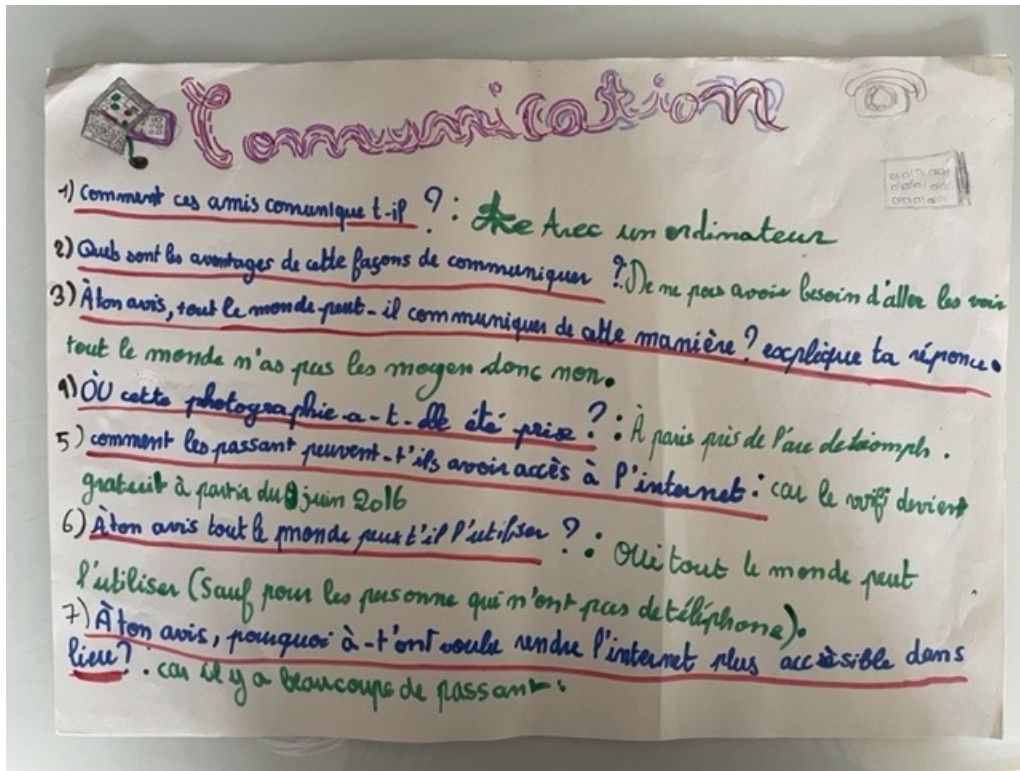 Comunication
1) Comment ces amis comunique t-il ? : Avec un ordinateur
2) Quels sont les avantages de cette façons de communiquer ? De ne pas avoir besoin d'aller les voir
3) À ton avis, tout le monde peut-il communiquer de cette manière ? explique ta réponce.
tout le monde n'as pas les moyen donc non.
4) OÙ cette photographie-a-t-elle été prise ? : À paris près de l'arc de triomph.
5) comment les passant peuvent-t'ils avoir accès à l'internet : car le wifi devient
gratuit à partir du juin 2016
6) À ton avis tout le monde peut t'il l'utiliser ? : Oui tout le monde peut
l'utiliser (Sauf pour les personne qui n'ont pas de téléphone).
7) À ton avis, pourquoi à-t'ont voulu rendre l'internet plus accèsible dans
lieu ? : car il y a beaucoupe de passant.